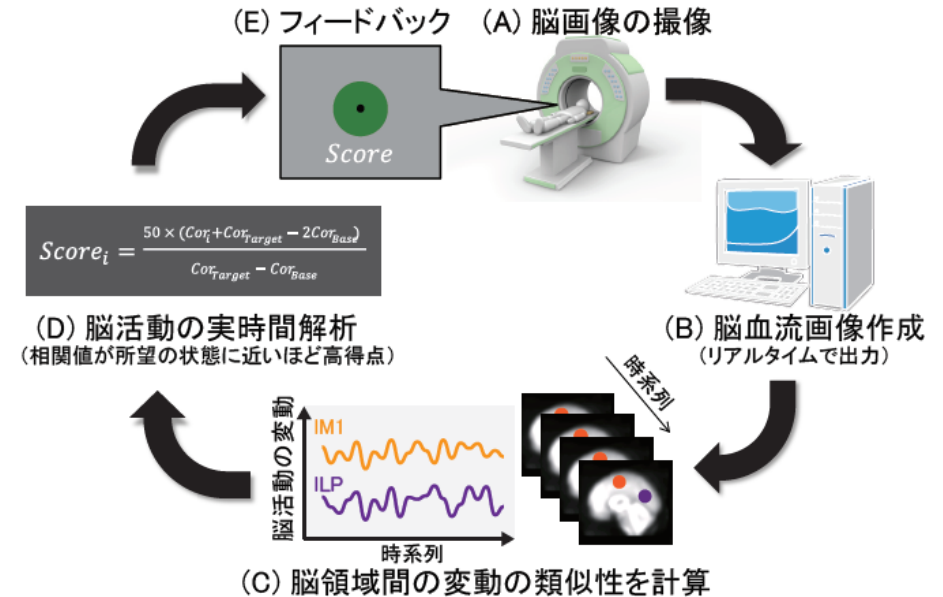 (E) フィードバック
(A) 脳画像の撮像
Score
Score_i = 50 × (Cor_i+Cor_Target − 2Cor_Base) / Cor_Target − Cor_Base
(D) 脳活動の実時間解析
(相関値が所望の状態に近いほど高得点)
(B) 脳血流画像作成
(リアルタイムで出力)
時系列
脳活動の変動
IM1
ILP
時系列
(C) 脳領域間の変動の類似性を計算